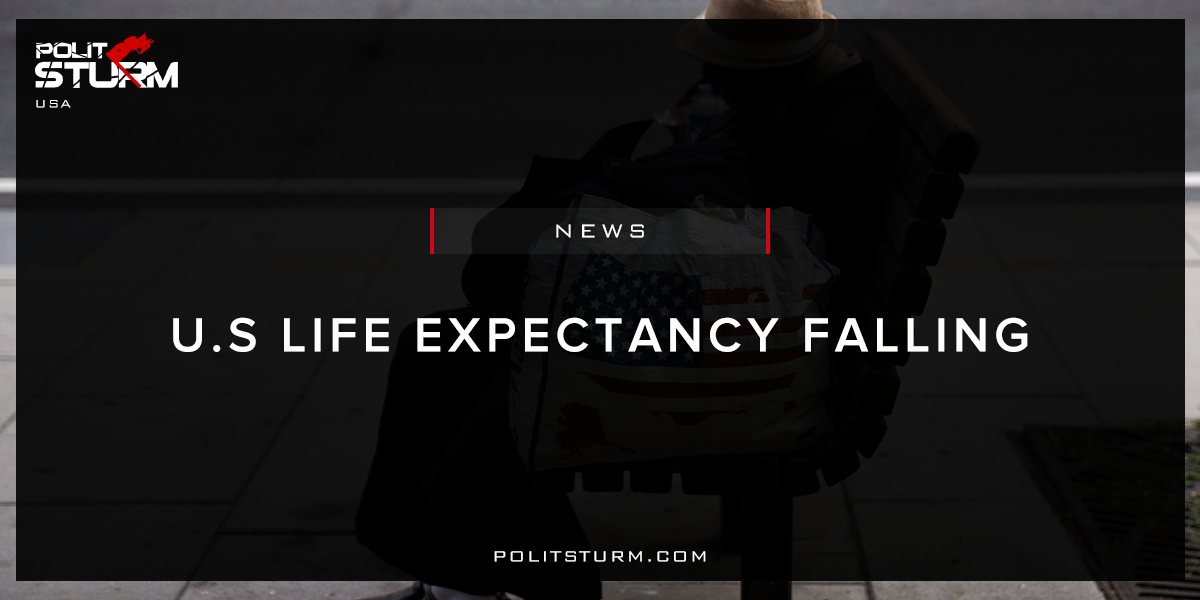 POLIT
STURM
USA
NEWS
U.S LIFE EXPECTANCY FALLING
POLITSTURM.COM